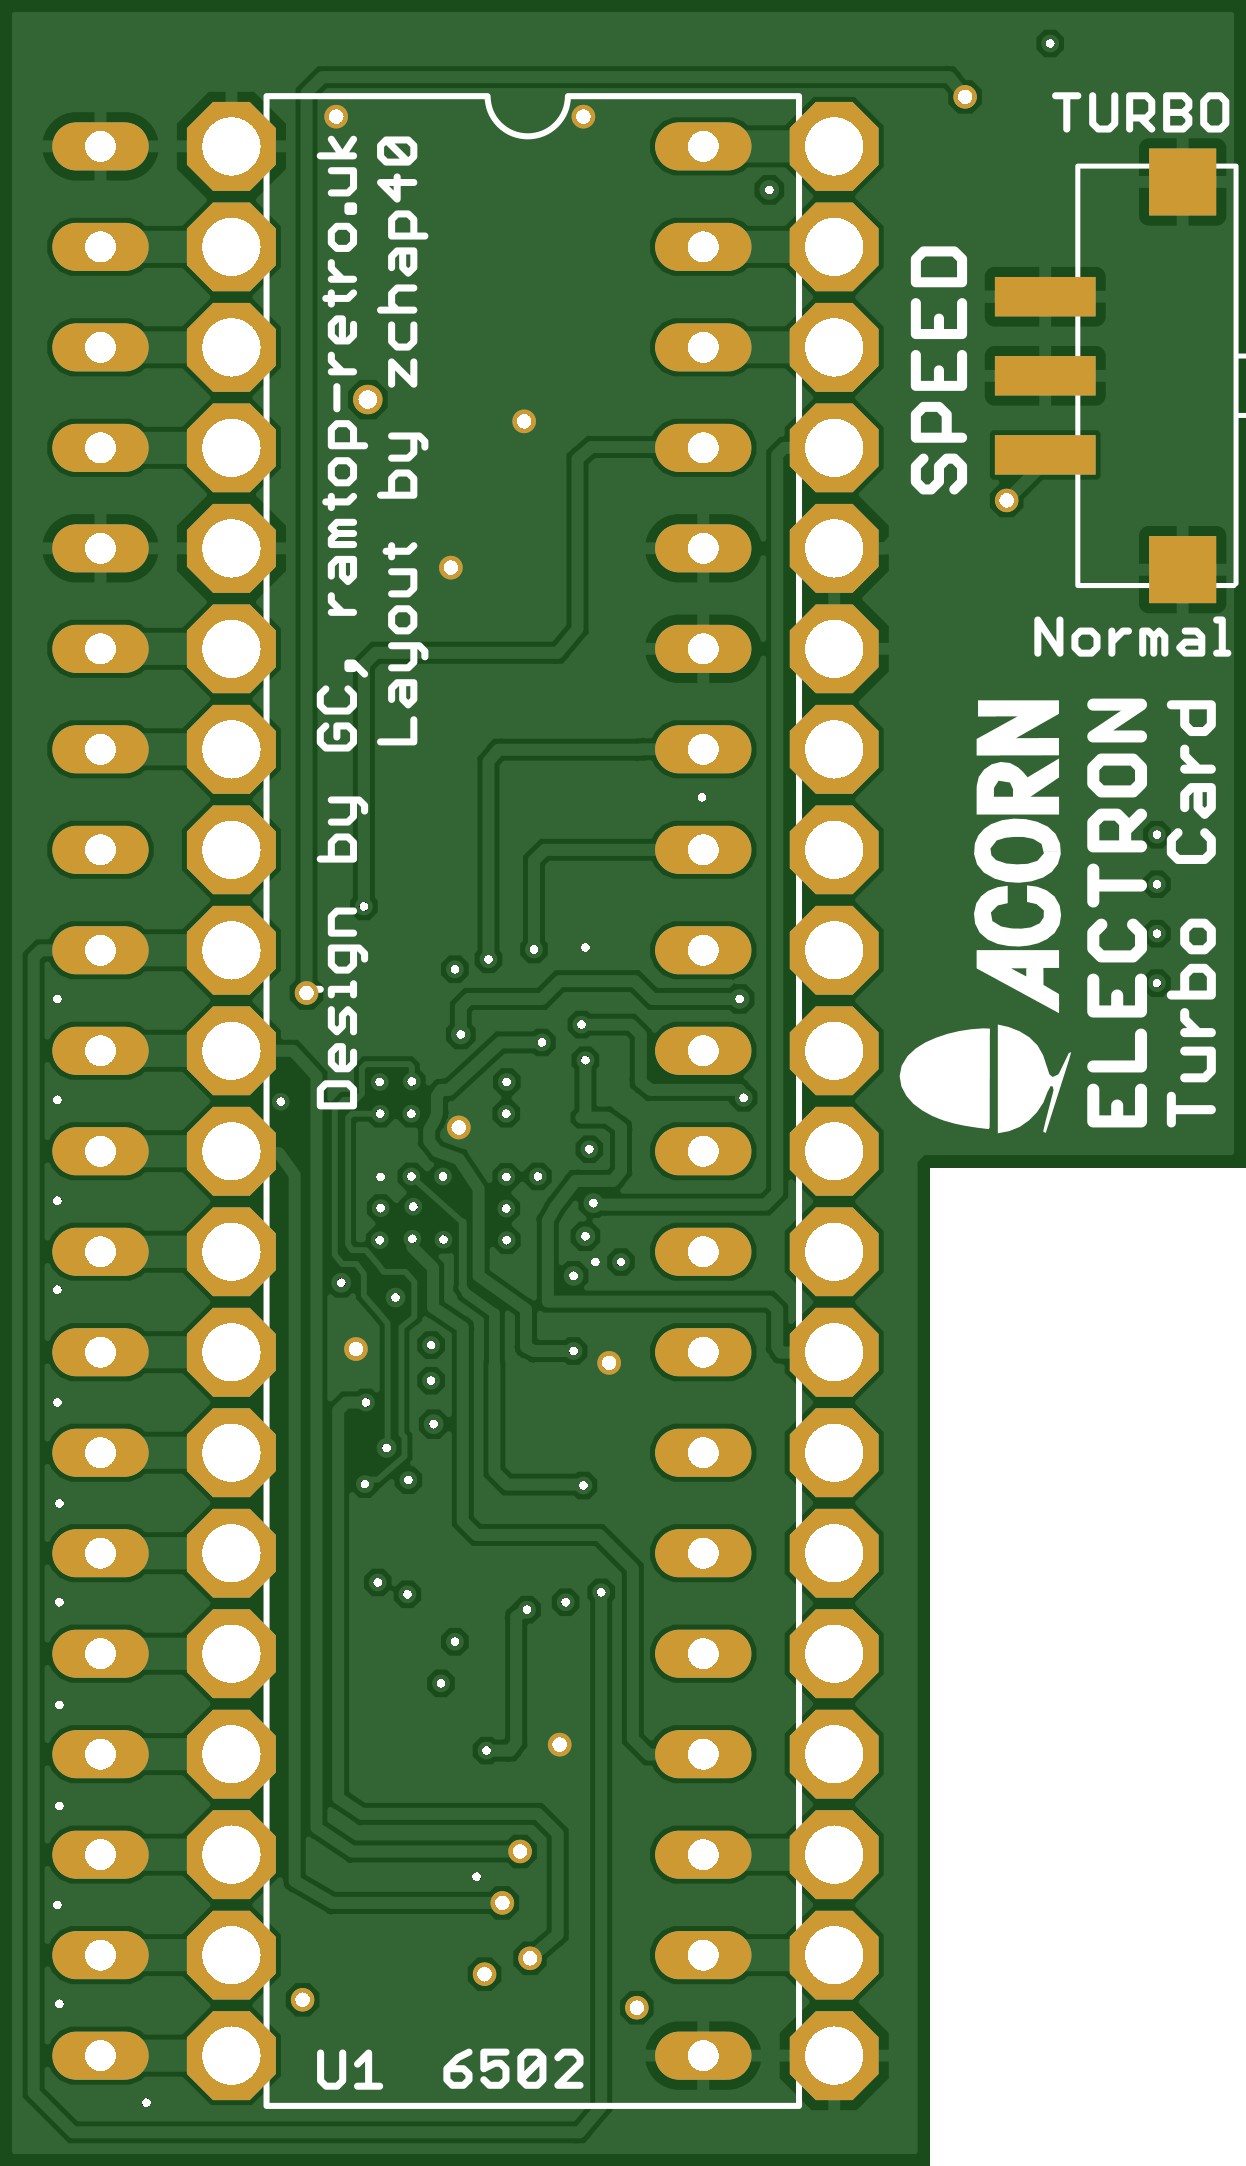 TURBO
SPEED
Normal
Design by GC, ramtop-retro.uk
Layout by zchap40
ACORN
ELECTRON
Turbo Card
U1 6502